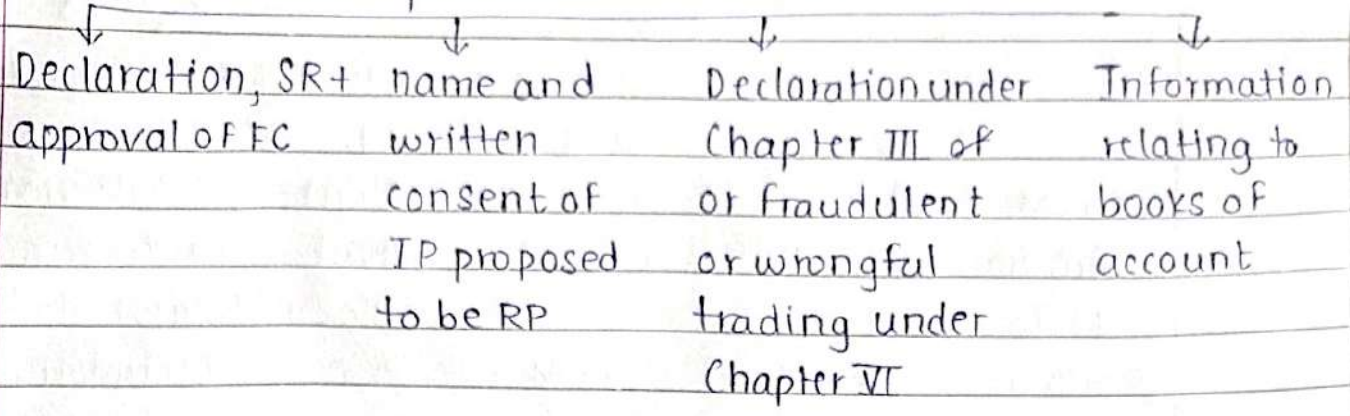 Declaration, SR+
approval of FC
name and
written
consent of
IP proposed
to be RP
Declaration under
Chapter III of
or fraudulent
or wrongful
trading under
Chapter VI
Information
relating to
books of
account